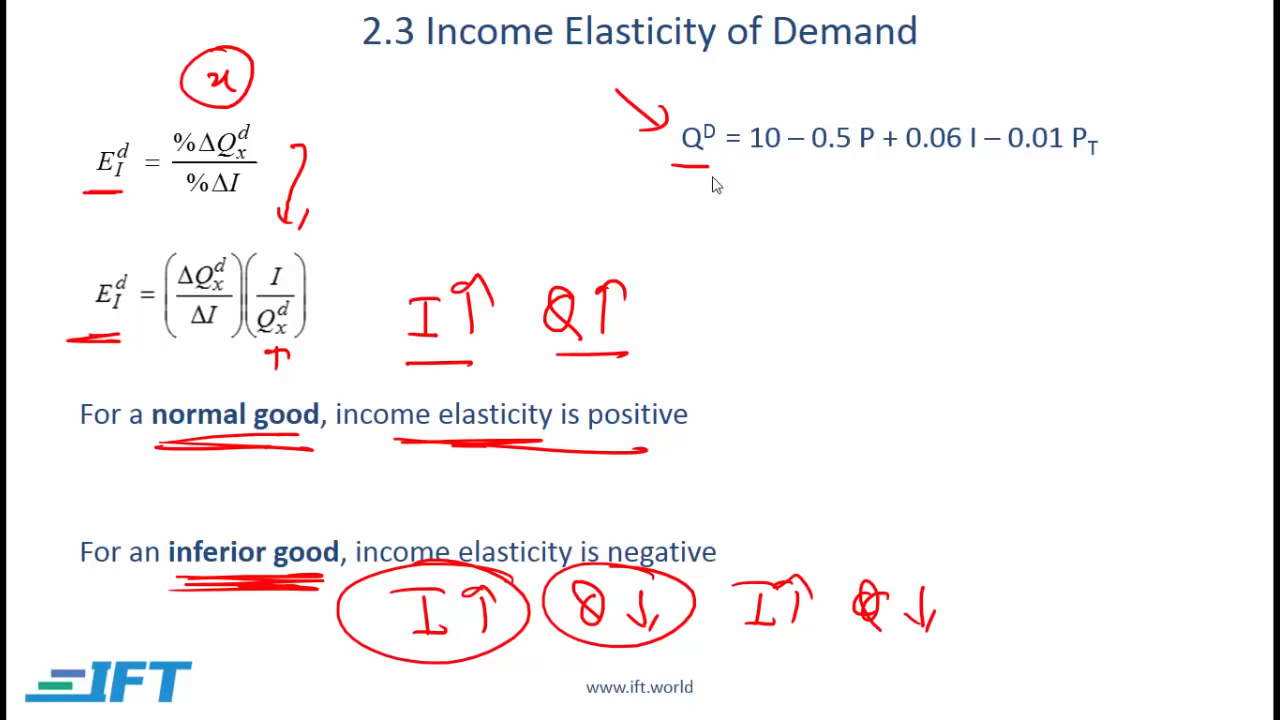 2.3 Income Elasticity of Demand
x
E_I^d = %ΔQ_x^d / %ΔI
Q^D = 10 – 0.5 P + 0.06 I – 0.01 P_T
E_I^d = (ΔQ_x^d / ΔI) (I / Q_x^d)
I↑ Q↑
For a normal good, income elasticity is positive
For an inferior good, income elasticity is negative
I↑ Q↓ I↑ Q↓
IFT
www.ift.world